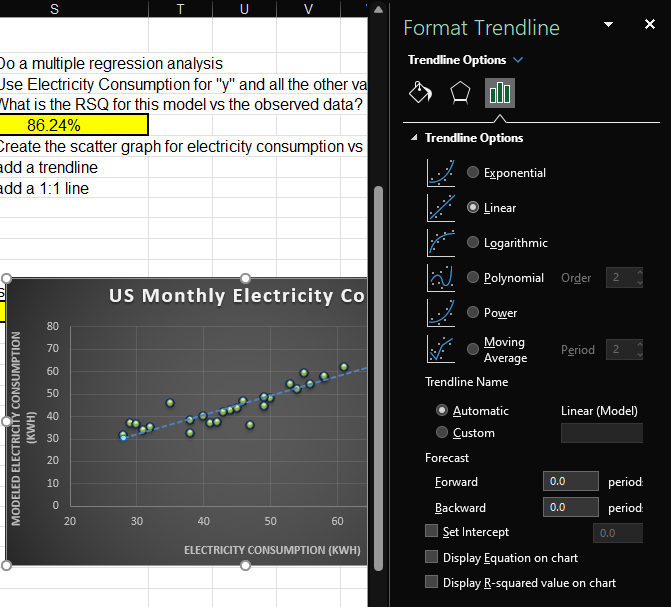 S T U V
Do a multiple regression analysis
Use Electricity Consumption for "y" and all the other va
What is the RSQ for this model vs the observed data?
86.24%
Create the scatter graph for electricity consumption vs
add a trendline
add a 1:1 line
US Monthly Electricity Co
MODELED ELECTRICITY CONSUMPTION
(KWH)
80
70
60
50
40
30
20
10
0
20 30 40 50 60
ELECTRICITY CONSUMPTION (KWH)
Format Trendline
Trendline Options
Trendline Options
Exponential
Linear
Logarithmic
Polynomial Order 2
Power
Moving Average Period 2
Trendline Name
Automatic Linear (Model)
Custom
Forecast
Forward 0.0 period
Backward 0.0 period
Set Intercept 0.0
Display Equation on chart
Display R-squared value on chart